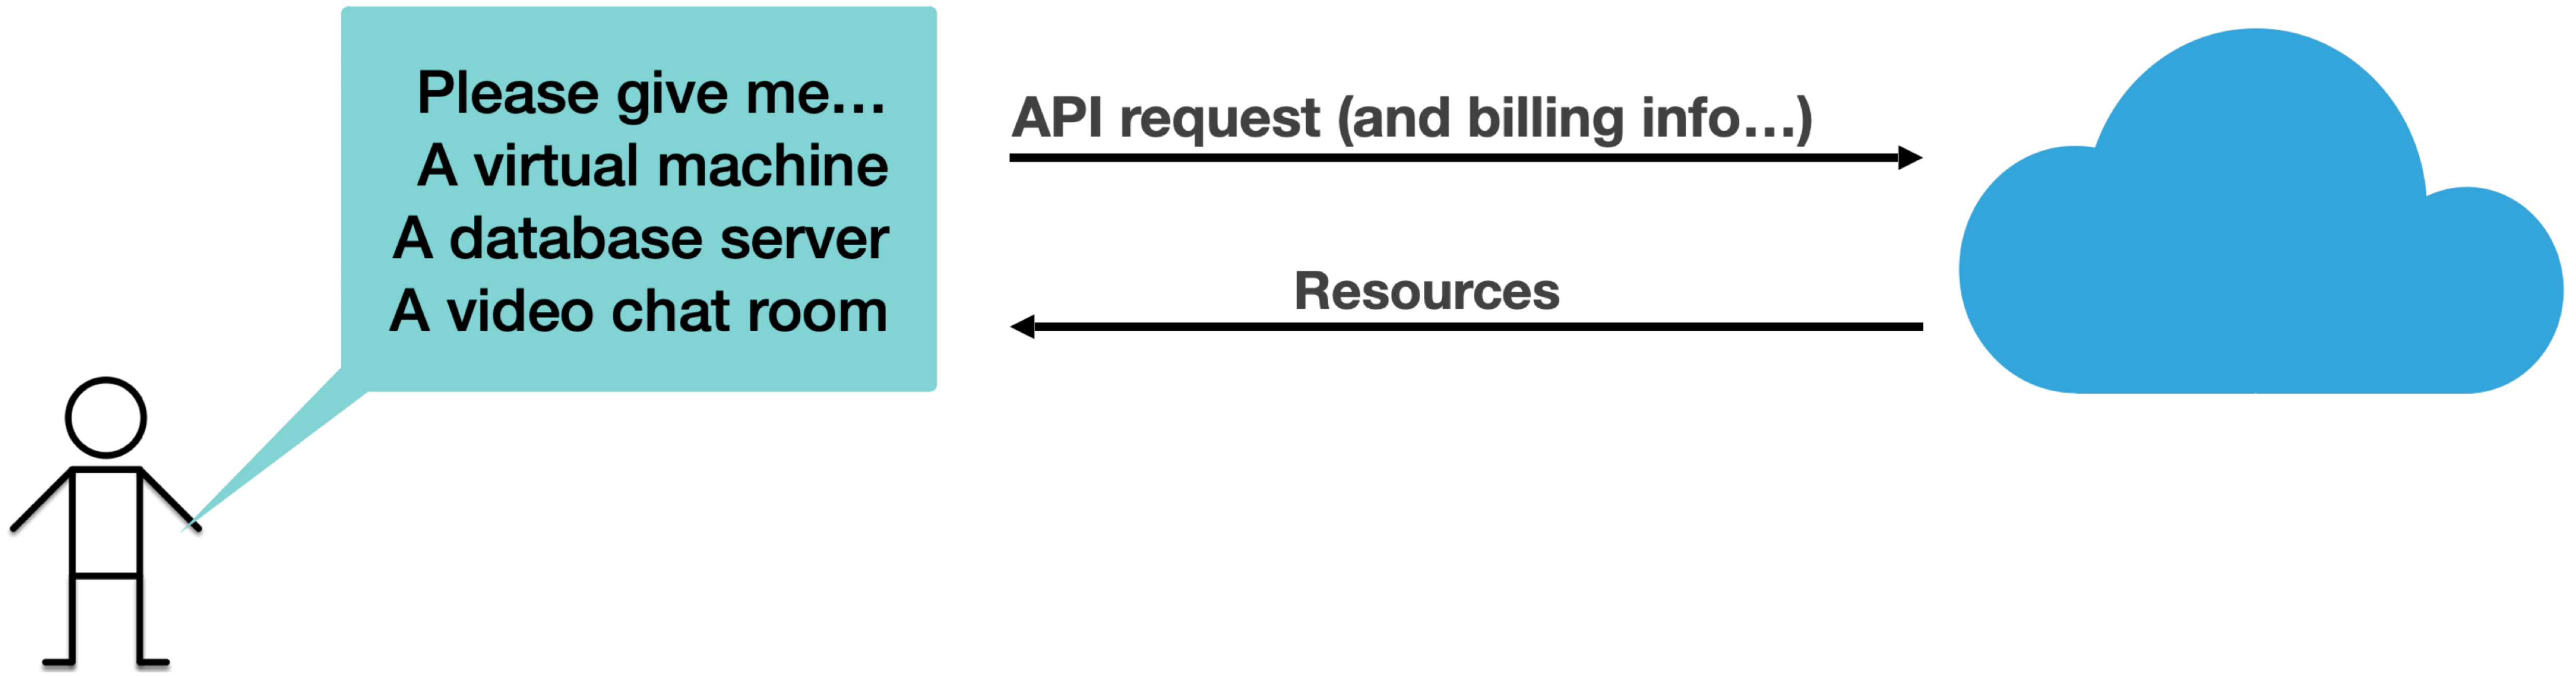 Please give me…
A virtual machine
A database server
A video chat room
API request (and billing info…)
Resources